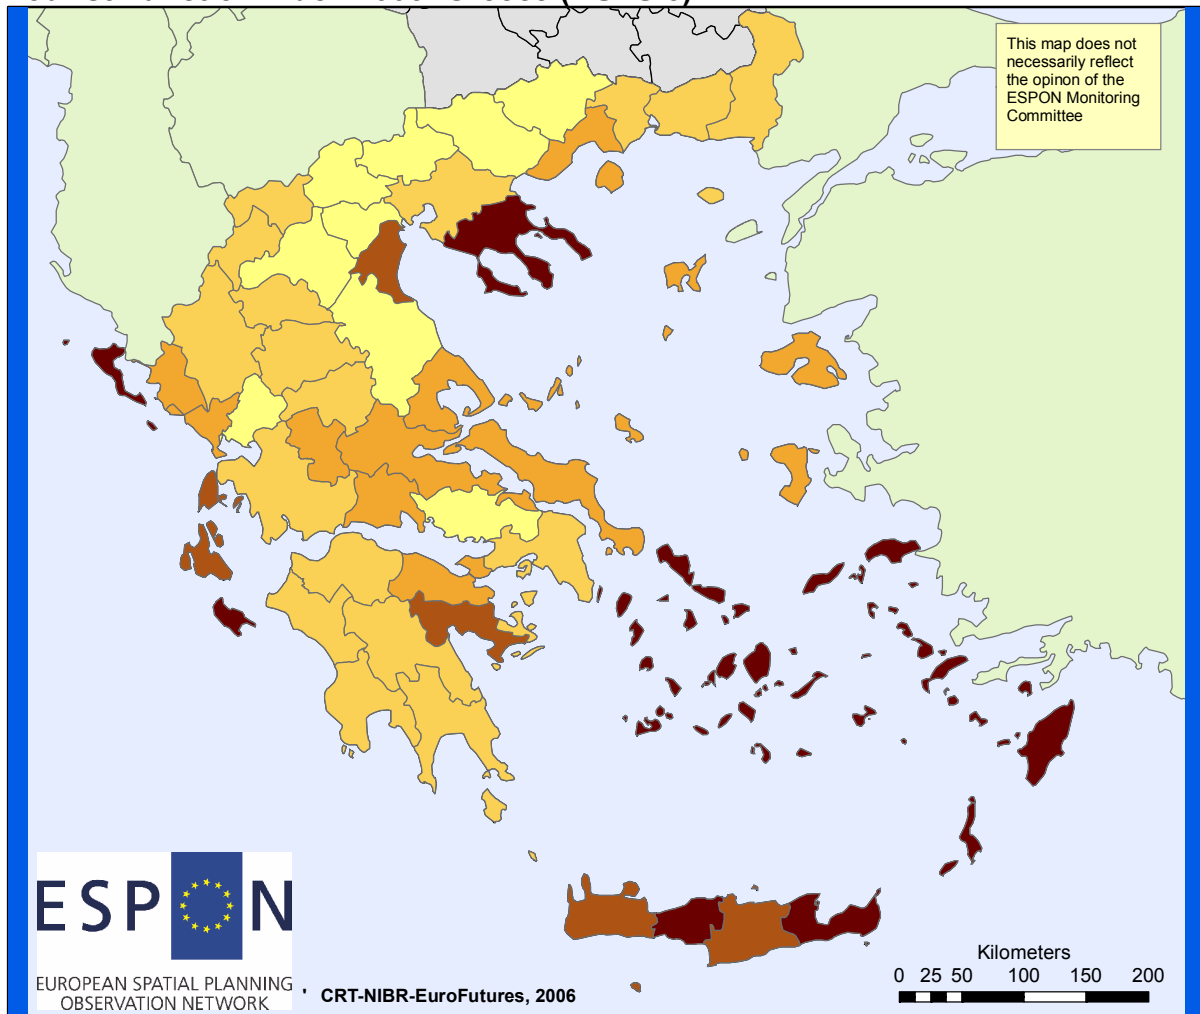 This map does not
necessarily reflect
the opinon of the
ESPON Monitoring
Committee
ESPON
EUROPEAN SPATIAL PLANNING
OBSERVATION NETWORK
' CRT-NIBR-EuroFutures, 2006
Kilometers
0 25 50 100 150 200